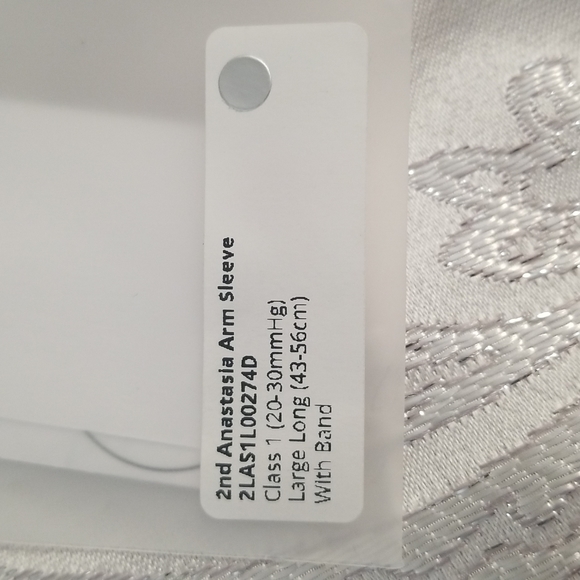 2nd Anastasia Arm Sleeve
2LAS1L00274D
Class 1 (20-30mmHg)
Large Long (43-56cm)
With Band